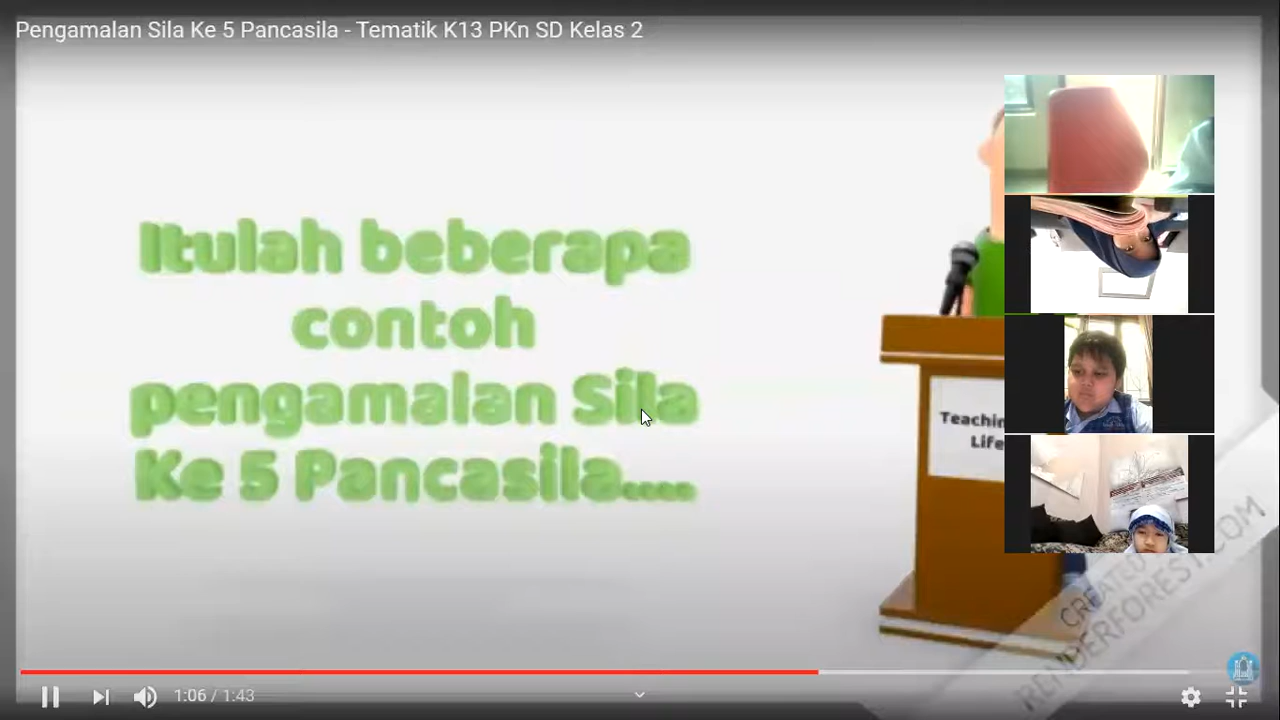 Pengamalan Sila Ke 5 Pancasila - Tematik K13 PKn SD Kelas 2
Itulah beberapa
contoh
pengamalan Sila
Ke 5 Pancasila....
Teachin
Life
CREATED
RENDERFOREST.COM
1:06 / 1:43